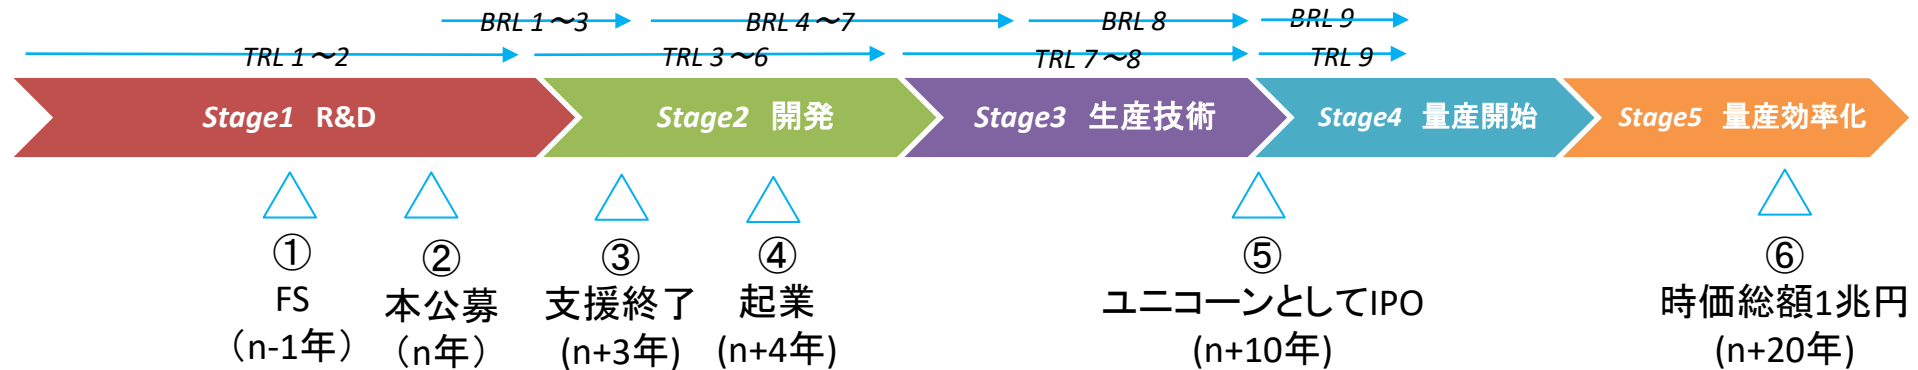 BRL 1～3 BRL 4～7 BRL 8 BRL 9
TRL 1～2 TRL 3～6 TRL 7～8 TRL 9
Stage1 R&D Stage2 開発 Stage3 生産技術 Stage4 量産開始 Stage5 量産効率化
① ② ③ ④ ⑤ ⑥
FS 本公募 支援終了 起業 ユニコーンとしてIPO 時価総額1兆円
（n-1年） （n年） (n+3年) (n+4年) (n+10年) (n+20年)